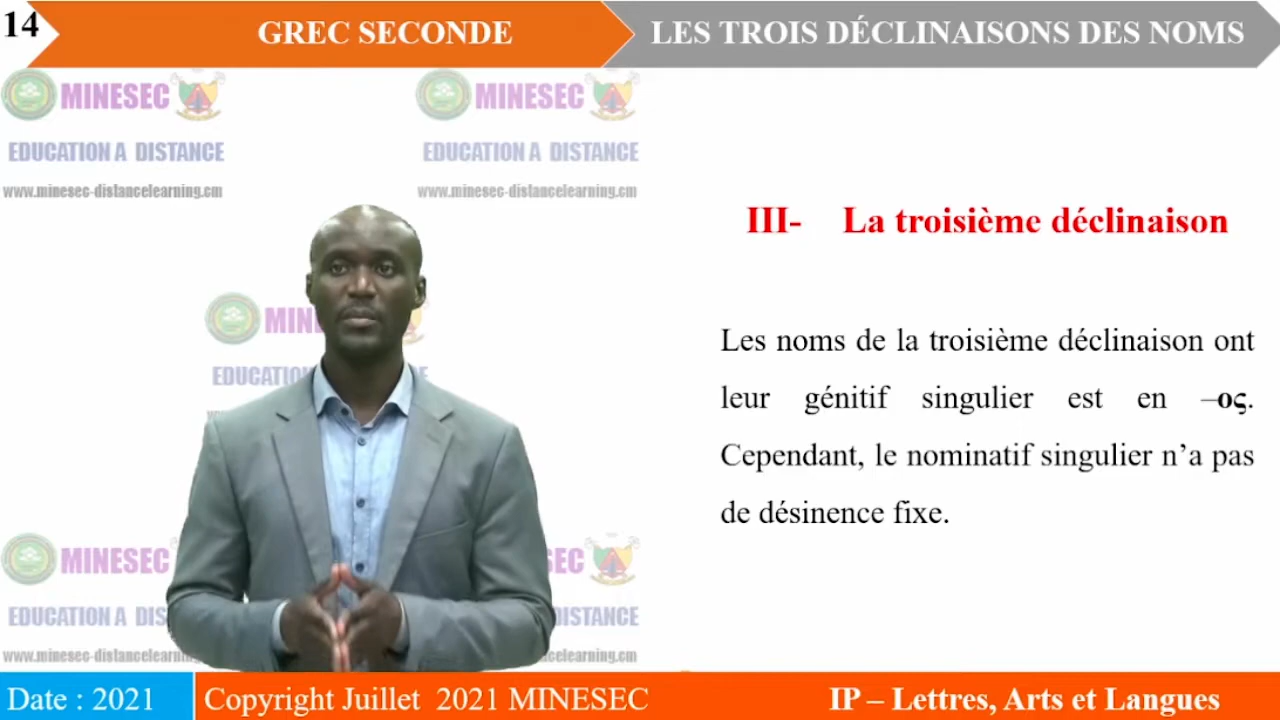 14
GREC SECONDE
LES TROIS DÉCLINAISONS DES NOMS
MINESEC
MINESEC
EDUCATION A DISTANCE
EDUCATION A DISTANCE
www.minesec-distancelearning.cm
www.minesec-distancelearning.cm
III- La troisième déclinaison
Les noms de la troisième déclinaison ont
leur génitif singulier est en –ος.
Cependant, le nominatif singulier n’a pas
de désinence fixe.
MINESEC
EDUCATION A
DISTANCE
Date : 2021
Copyright Juillet 2021 MINESEC
IP – Lettres, Arts et Langues